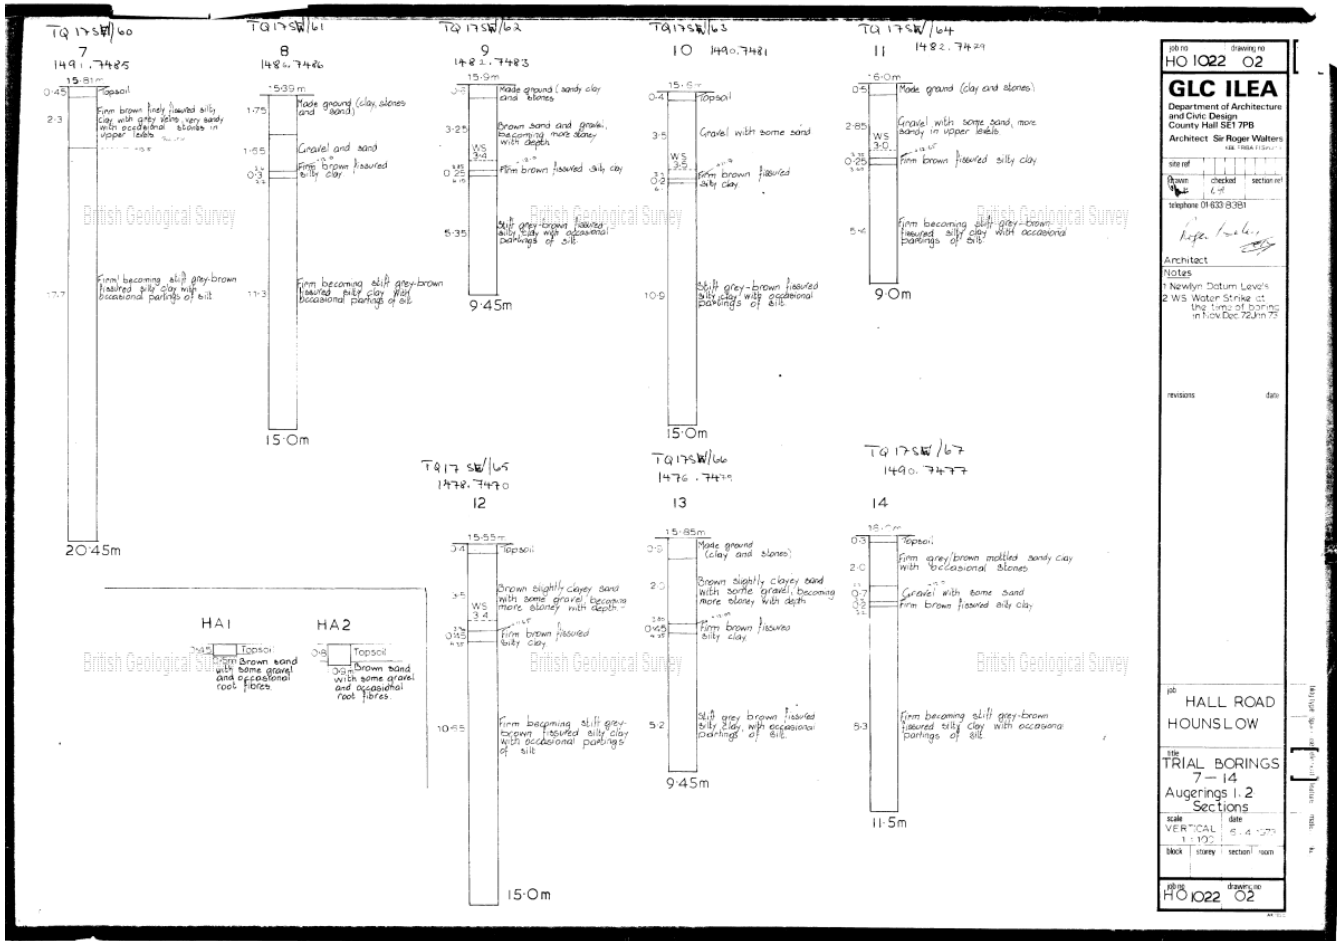 TQ 17SW/60
7
1491.7485
15.81m
0.45
Topsoil
2.3
Firm brown finely fissured silty
clay with grey veins, very sandy
with occasional stones in
upper levels
17.7
Firm becoming stiff grey-brown
fissured silty clay with
occasional partings of silt
20.45m
TQ 17SW/61
8
1486.7486
15.39m
1.75
Made ground (clay, stones
and sand)
1.55
Gravel and sand
0.3
Firm brown fissured
silty clay
11.3
Firm becoming stiff grey-brown
fissured silty clay with
occasional partings of silt
15.0m
TQ 17SW/62
9
1482.7483
15.9m
Made ground (sandy clay
and stones
3.25
Brown sand and gravel,
becoming more stoney
with depth
WS
3.4
0.25
Firm brown fissured silty clay
5.35
Stiff grey-brown fissured
silty clay with occasional
partings of silt
9.45m
TQ 17SW/63
10
1490.7481
15.6m
0.4
Topsoil
3.5
Gravel with some sand
WS
3.5
0.2
Firm brown fissured
silty clay
10.9
Stiff grey-brown fissured
silty clay with occasional
partings of silt
15.0m
TQ 17SW/64
11
1482.7479
16.0m
0.5
Made ground (clay and stones)
2.85
Gravel with some sand, more
sandy in upper levels
WS
3.0
0.25
Firm brown fissured silty clay
5.4
Firm becoming stiff grey-brown
fissured silty clay with occasional
partings of silt
9.0m
British Geological Survey
British Geological Survey
British Geological Survey
TQ 17 SW/65
1478.7470
12
15.55m
0.4
Topsoil
3.5
Brown slightly clayey sand
with some gravel, becoming
more stoney with depth
WS
3.4
0.45
Firm brown fissured
silty clay
10.55
Firm becoming stiff grey-
brown fissured silty clay
with occasional partings
of silt
15.0m
TQ 17SW/66
1476.7475
13
15.85m
0.9
Made ground
(clay and stones)
Brown slightly clayey sand
with some gravel, becoming
more stoney with depth
0.45
Firm brown fissured
silty clay
5.2
Stiff grey brown fissured
silty clay, with occasional
partings of silt
9.45m
TQ 17SW/67
1490.7477
14
16.0m
0.3
Topsoil
2.0
Firm grey/brown mottled sandy clay
with occasional stones
0.7
Gravel with some sand
0.2
Firm brown fissured silty clay
5.3
Firm becoming stiff grey-brown
fissured silty clay with occasional
partings of silt
11.5m
HA1
0.45
Topsoil
Brown sand
with some gravel
and occasional
root fibres.
HA2
0.8
Topsoil
Brown sand
with some gravel
and occasional
root fibres.
British Geological Survey
British Geological Survey
British Geological Survey
job no
drawing no
HO 1022 02
GLC ILEA
Department of Architecture
and Civic Design
County Hall SE1 7PB
Architect Sir Roger Walters
site ref
drawn
checked
section ref
telephone 01 633 8381
Architect
Notes
1 Newlyn Datum Levels
2 WS Water Strike at
the time of boring
in Nov. Dec 72 Jan 73
revisions
date
job
HALL ROAD
HOUNSLOW
title
TRIAL BORINGS
7 – 14
Augerings 1, 2
Sections
scale
date
VERTICAL
1 : 100
block
storey
section
room
job no
drawing no
HO 1022 02